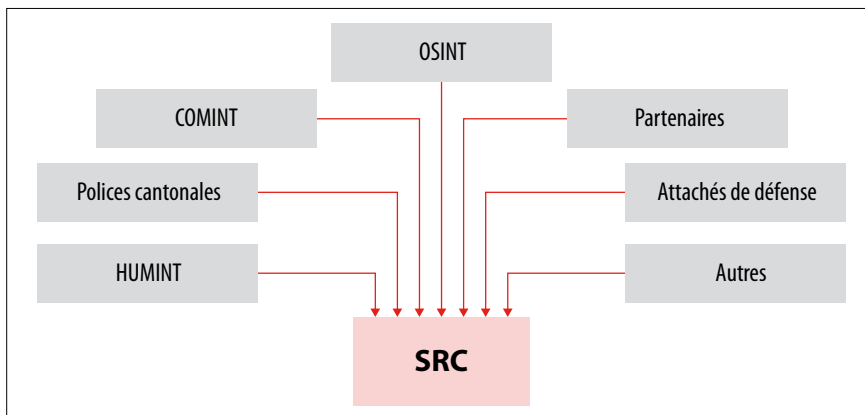 OSINT
COMINT
Partenaires
Polices cantonales
Attachés de défense
HUMINT
Autres
SRC